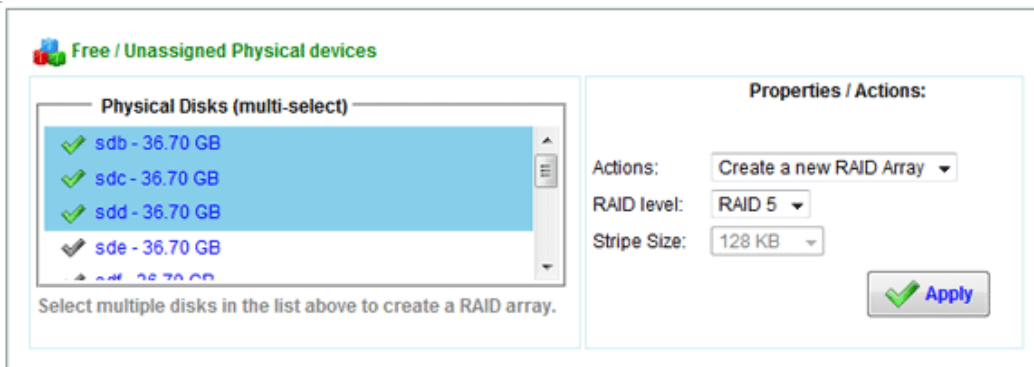 Free / Unassigned Physical devices
Physical Disks (multi-select)
sdb - 36.70 GB
sdc - 36.70 GB
sdd - 36.70 GB
sde - 36.70 GB
Select multiple disks in the list above to create a RAID array.
Properties / Actions:
Actions: Create a new RAID Array
RAID level: RAID 5
Stripe Size: 128 KB
Apply